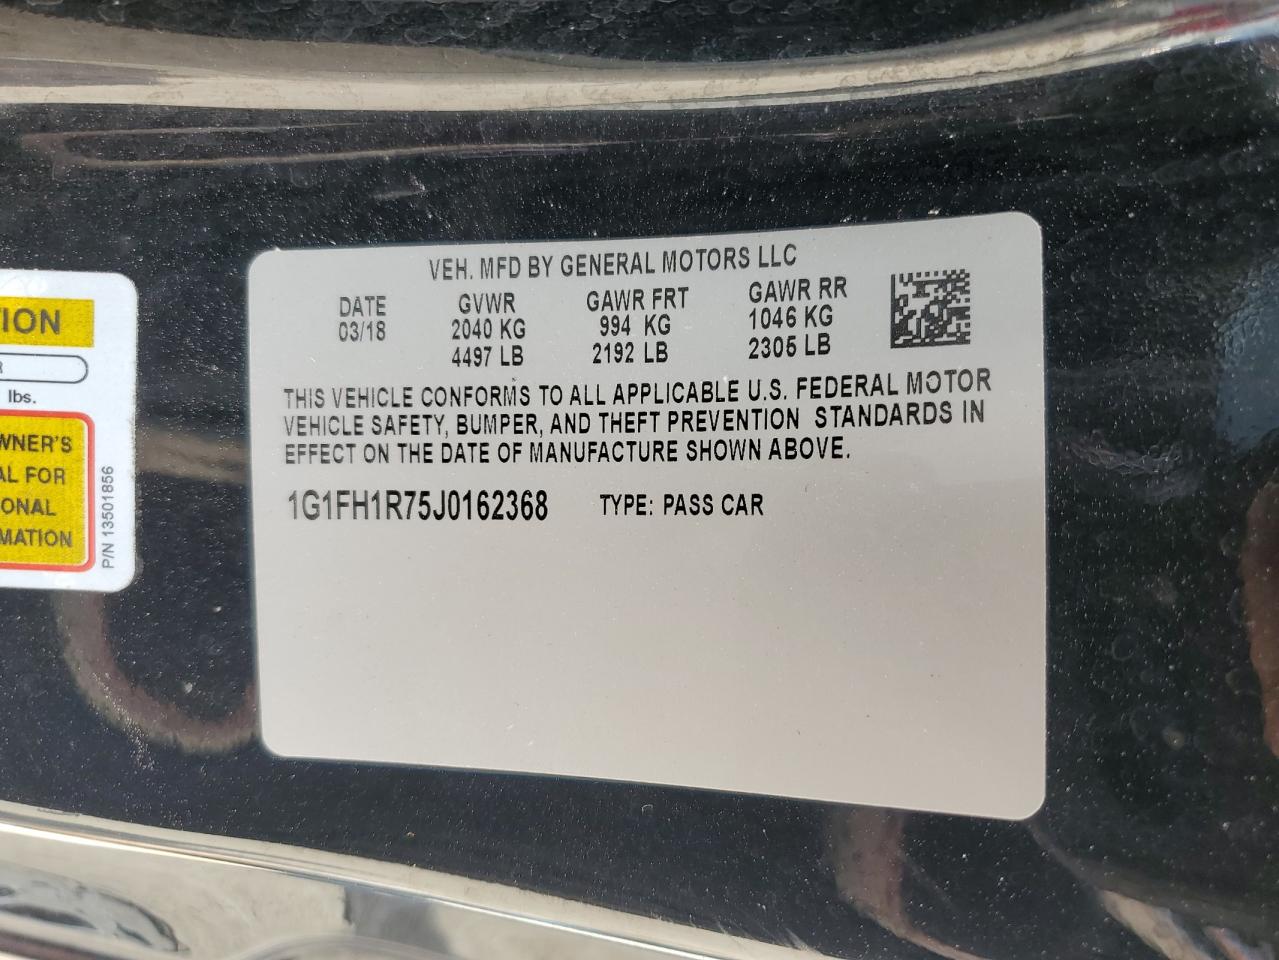 TION
R
lbs.
WNER'S
AL FOR
ONAL
MATION
P/N 13501856
VEH. MFD BY GENERAL MOTORS LLC
DATE GVWR GAWR FRT GAWR RR
03/18 2040 KG 994 KG 1046 KG
4497 LB 2192 LB 2305 LB
THIS VEHICLE CONFORMS TO ALL APPLICABLE U.S. FEDERAL MOTOR
VEHICLE SAFETY, BUMPER, AND THEFT PREVENTION STANDARDS IN
EFFECT ON THE DATE OF MANUFACTURE SHOWN ABOVE.
1G1FH1R75J0162368 TYPE: PASS CAR